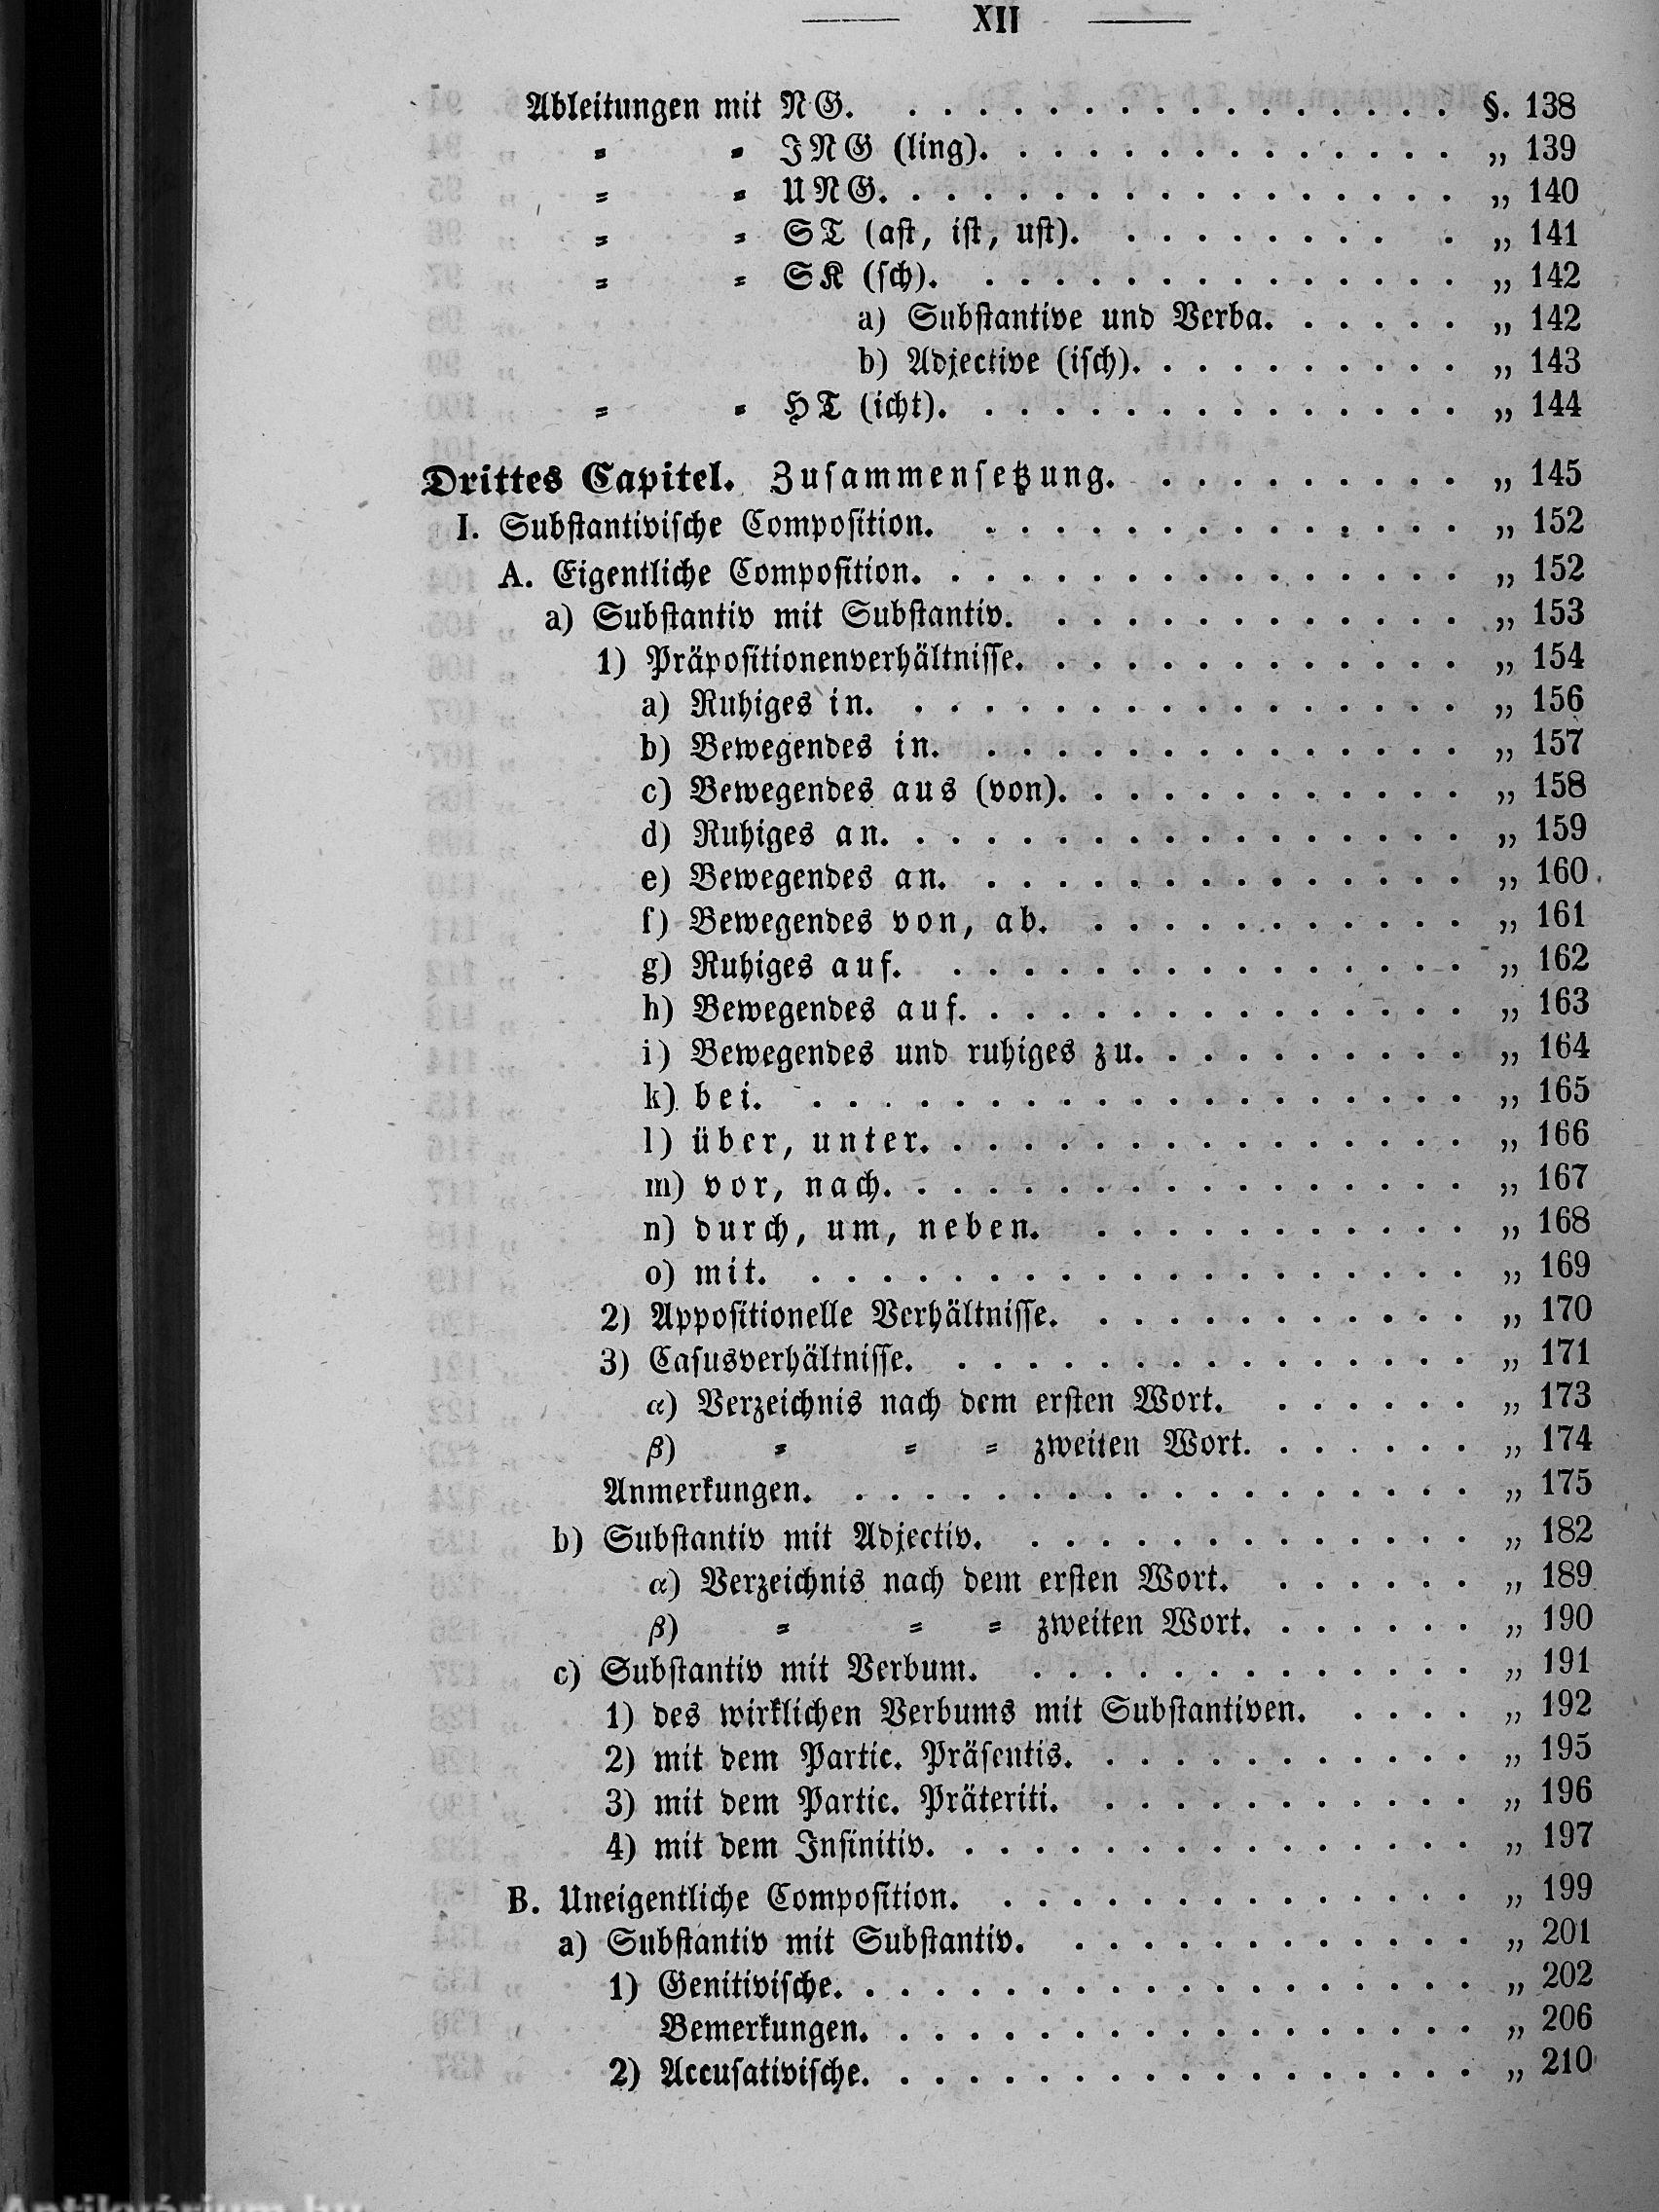 XII
Ableitungen mit NG. . . . . . . . . . . . . . . . . §. 138
= = ING (ling). . . . . . . . . . . . . . „ 139
= = UNG. . . . . . . . . . . . . . . . . „ 140
= = ST (aſt, iſt, uſt). . . . . . . . . . „ 141
= = SK (ſch). . . . . . . . . . . . . . . „ 142
a) Subſtantive und Verba. . . . . . „ 142
b) Adjective (iſch). . . . . . . . . . „ 143
= = HT (icht). . . . . . . . . . . . . . . „ 144
Drittes Capitel. Zuſammenſetzung. . . . . . . . . . „ 145
I. Subſtantiviſche Compoſition. . . . . . . . . . . . . . . „ 152
A. Eigentliche Compoſition. . . . . . . . . . . . . . . . „ 152
a) Subſtantiv mit Subſtantiv. . . . . . . . . . . . . „ 153
1) Präpoſitionenverhältniſſe. . . . . . . . . . . . . „ 154
a) Ruhiges in. . . . . . . . . . . . . . . . . „ 156
b) Bewegendes in. . . . . . . . . . . . . . . „ 157
c) Bewegendes aus (von). . . . . . . . . . . . „ 158
d) Ruhiges an. . . . . . . . . . . . . . . . . „ 159
e) Bewegendes an. . . . . . . . . . . . . . . „ 160
f) Bewegendes von, ab. . . . . . . . . . . . „ 161
g) Ruhiges auf. . . . . . . . . . . . . . . . „ 162
h) Bewegendes auf. . . . . . . . . . . . . . . „ 163
i) Bewegendes und ruhiges zu. . . . . . . . . . „ 164
k) bei. . . . . . . . . . . . . . . . . . . . „ 165
l) über, unter. . . . . . . . . . . . . . . . „ 166
m) vor, nach. . . . . . . . . . . . . . . . . „ 167
n) durch, um, neben. . . . . . . . . . . . „ 168
o) mit. . . . . . . . . . . . . . . . . . . . „ 169
2) Appoſitionelle Verhältniſſe. . . . . . . . . . . . „ 170
3) Caſusverhältniſſe. . . . . . . . . . . . . . . . „ 171
α) Verzeichnis nach dem erſten Wort. . . . . . . „ 173
β) = = = zweiten Wort. . . . . . . „ 174
Anmerkungen. . . . . . . . . . . . . . . . . . . „ 175
b) Subſtantiv mit Adjectiv. . . . . . . . . . . . . . „ 182
α) Verzeichnis nach dem erſten Wort. . . . . . . „ 189
β) = = = zweiten Wort. . . . . . . „ 190
c) Subſtantiv mit Verbum. . . . . . . . . . . . . . „ 191
1) des wirklichen Verbums mit Subſtantiven. . . . . „ 192
2) mit dem Partic. Präſentis. . . . . . . . . . . . „ 195
3) mit dem Partic. Präteriti. . . . . . . . . . . . „ 196
4) mit dem Infinitiv. . . . . . . . . . . . . . . . „ 197
B. Uneigentliche Compoſition. . . . . . . . . . . . . . . „ 199
a) Subſtantiv mit Subſtantiv. . . . . . . . . . . . . „ 201
1) Genitiviſche. . . . . . . . . . . . . . . . . . . „ 202
Bemerkungen. . . . . . . . . . . . . . . . . . „ 206
2) Accuſativiſche. . . . . . . . . . . . . . . . . . „ 210
Antikvárium.hu